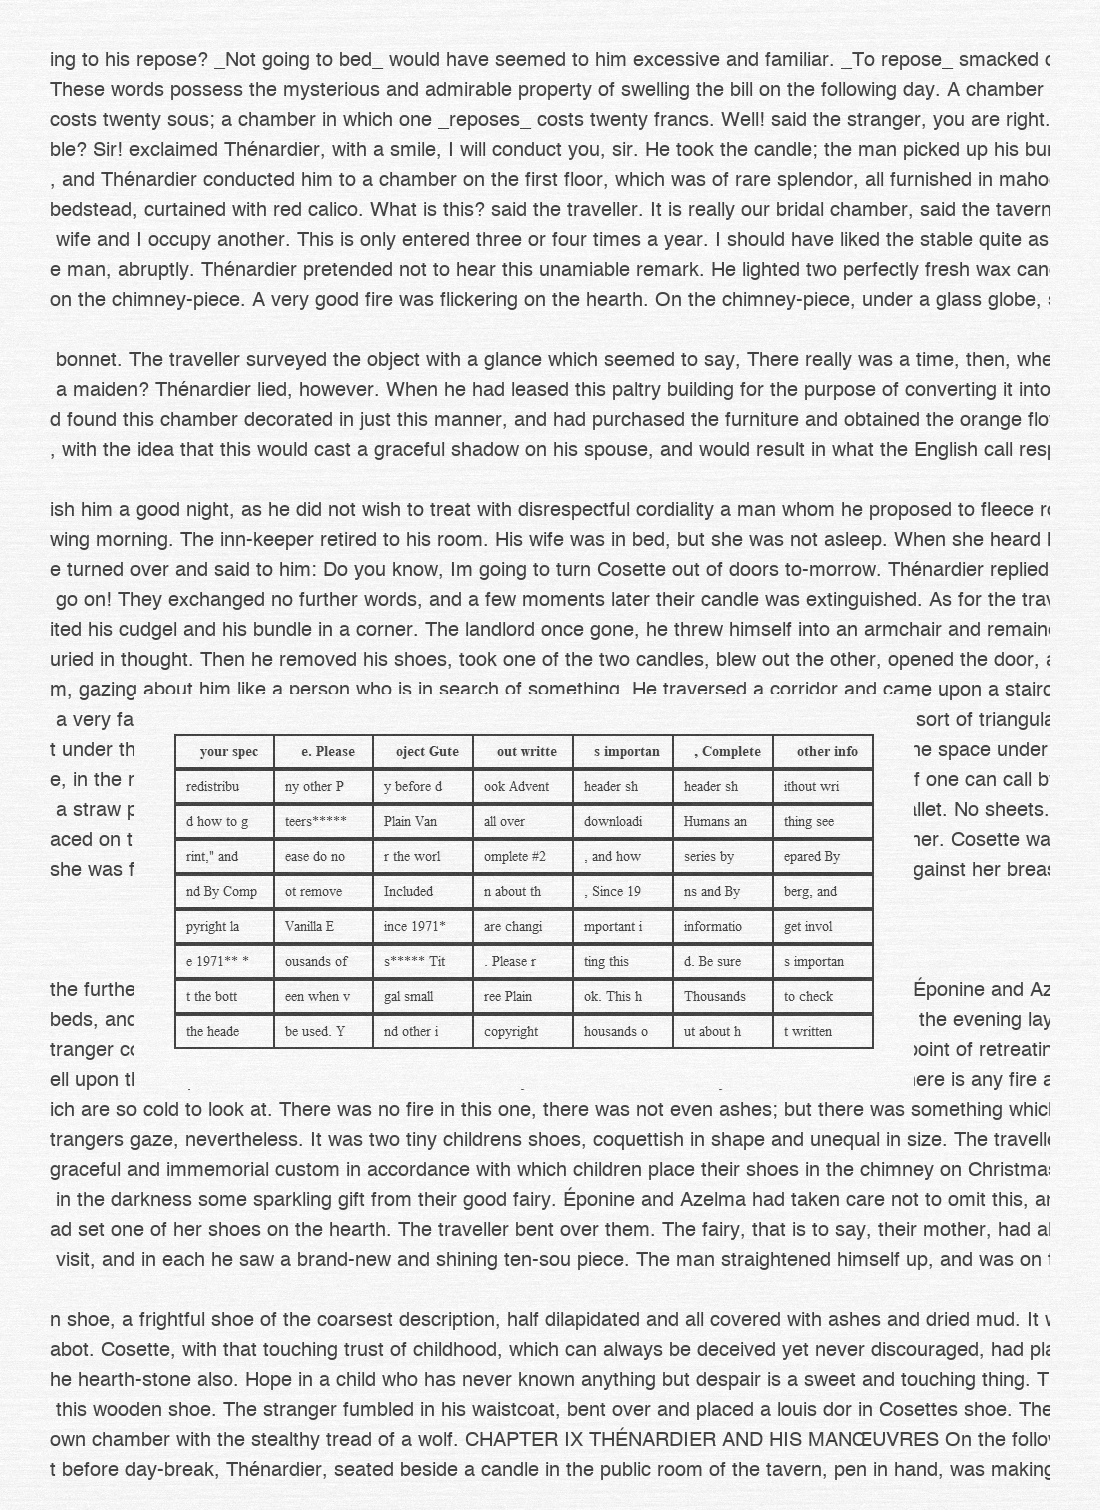 ing to his repose? _Not going to bed_ would have seemed to him excessive and familiar. _To repose_ smacked
These words possess the mysterious and admirable property of swelling the bill on the following day. A chamber
costs twenty sous; a chamber in which one _reposes_ costs twenty francs. Well! said the stranger, you are right.
ble? Sir! exclaimed Thénardier, with a smile, I will conduct you, sir. He took the candle; the man picked up his bu
, and Thénardier conducted him to a chamber on the first floor, which was of rare splendor, all furnished in maho
bedstead, curtained with red calico. What is this? said the traveller. It is really our bridal chamber, said the tavern
wife and I occupy another. This is only entered three or four times a year. I should have liked the stable quite as
e man, abruptly. Thénardier pretended not to hear this unamiable remark. He lighted two perfectly fresh wax can
on the chimney-piece. A very good fire was flickering on the hearth. On the chimney-piece, under a glass globe,
bonnet. The traveller surveyed the object with a glance which seemed to say, There really was a time, then, whe
a maiden? Thénardier lied, however. When he had leased this paltry building for the purpose of converting it into
d found this chamber decorated in just this manner, and had purchased the furniture and obtained the orange flo
, with the idea that this would cast a graceful shadow on his spouse, and would result in what the English call resp
ish him a good night, as he did not wish to treat with disrespectful cordiality a man whom he proposed to fleece r
wing morning. The inn-keeper retired to his room. His wife was in bed, but she was not asleep. When she heard
e turned over and said to him: Do you know, Im going to turn Cosette out of doors to-morrow. Thénardier replied
go on! They exchanged no further words, and a few moments later their candle was extinguished. As for the trav
ited his cudgel and his bundle in a corner. The landlord once gone, he threw himself into an armchair and remain
uried in thought. Then he removed his shoes, took one of the two candles, blew out the other, opened the door,
m, gazing about him like a person who is in search of something. He traversed a corridor and came upon a stairc
a very fa sort of triangula
t under th he space under
e, in the f one can call b
a straw p llet. No sheets.
aced on t her. Cosette wa
she was f gainst her breas
your spec e. Please oject Gute out writte s importan , Complete other info
redistribu ny other P y before d ook Advent header sh header sh ithout wri
d how to g teers***** Plain Van all over downloadi Humans an thing see
rint," and ease do no r the worl omplete #2 , and how series by epared By
nd By Comp ot remove Included n about th , Since 19 ns and By berg, and
pyright la Vanilla E ince 1971* are changi mportant i informatio get invol
e 1971** * ousands of s***** Tit . Please r ting this d. Be sure s importan
t the bott een when v gal small ree Plain ok. This h Thousands to check
the heade be used. Y nd other i copyright housands o ut about h t written
the furthe Éponine and Az
beds, and the evening lay
tranger co point of retreatin
ell upon th ere is any fire
ich are so cold to look at. There was no fire in this one, there was not even ashes; but there was something which
trangers gaze, nevertheless. It was two tiny childrens shoes, coquettish in shape and unequal in size. The travelle
graceful and immemorial custom in accordance with which children place their shoes in the chimney on Christmas
in the darkness some sparkling gift from their good fairy. Éponine and Azelma had taken care not to omit this, a
ad set one of her shoes on the hearth. The traveller bent over them. The fairy, that is to say, their mother, had al
visit, and in each he saw a brand-new and shining ten-sou piece. The man straightened himself up, and was on
n shoe, a frightful shoe of the coarsest description, half dilapidated and all covered with ashes and dried mud. It
abot. Cosette, with that touching trust of childhood, which can always be deceived yet never discouraged, had pla
he hearth-stone also. Hope in a child who has never known anything but despair is a sweet and touching thing. T
this wooden shoe. The stranger fumbled in his waistcoat, bent over and placed a louis dor in Cosettes shoe. The
own chamber with the stealthy tread of a wolf. CHAPTER IX THÉNARDIER AND HIS MANŒUVRES On the follo
t before day-break, Thénardier, seated beside a candle in the public room of the tavern, pen in hand, was making